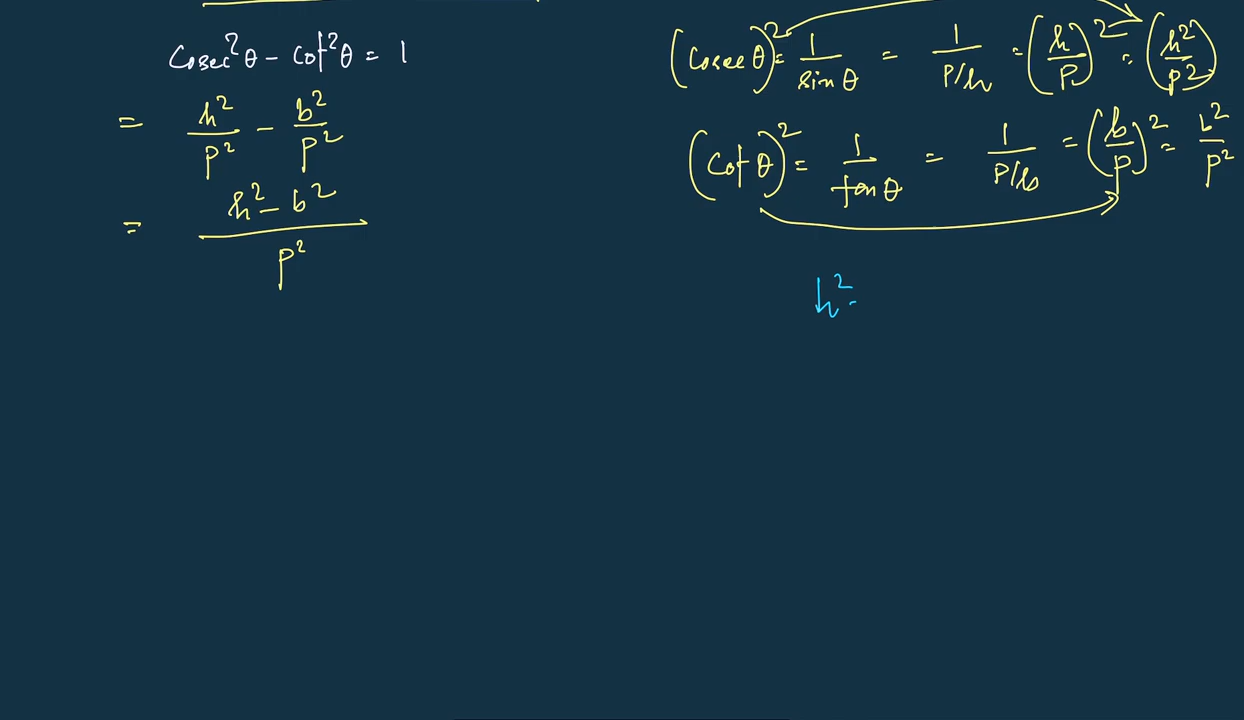 Cosec²θ - Cot²θ = 1
= h²/p² - b²/p²
= h² - b² / p²
(Cosec θ)² = 1/sin θ = 1/P/h = (h/P)² = (h²/p²)
(Cot θ)² = 1/tan θ = 1/P/b = (b/p)² = b²/p²
h² =